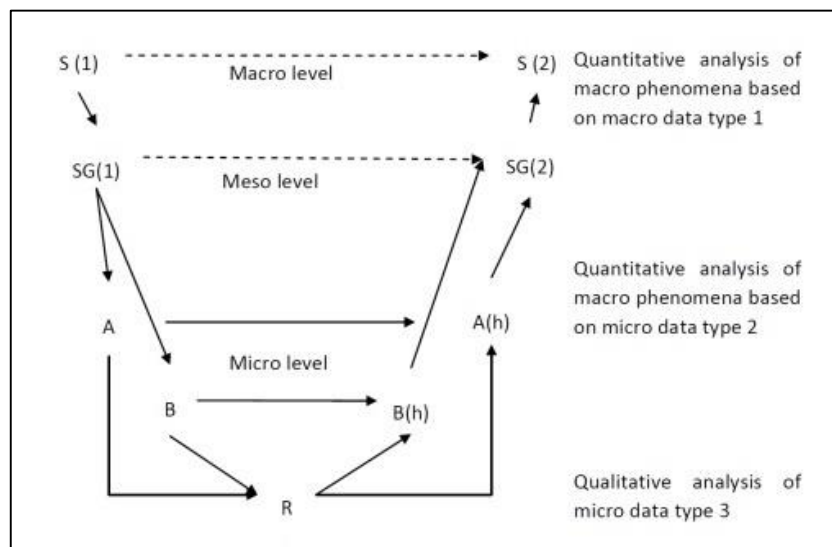 S (1)
Macro level
S (2)
Quantitative analysis of
macro phenomena based
on macro data type 1
SG(1)
Meso level
SG(2)
Quantitative analysis of
macro phenomena based
on micro data type 2
A
A(h)
Micro level
B
B(h)
R
Qualitative analysis of
micro data type 3